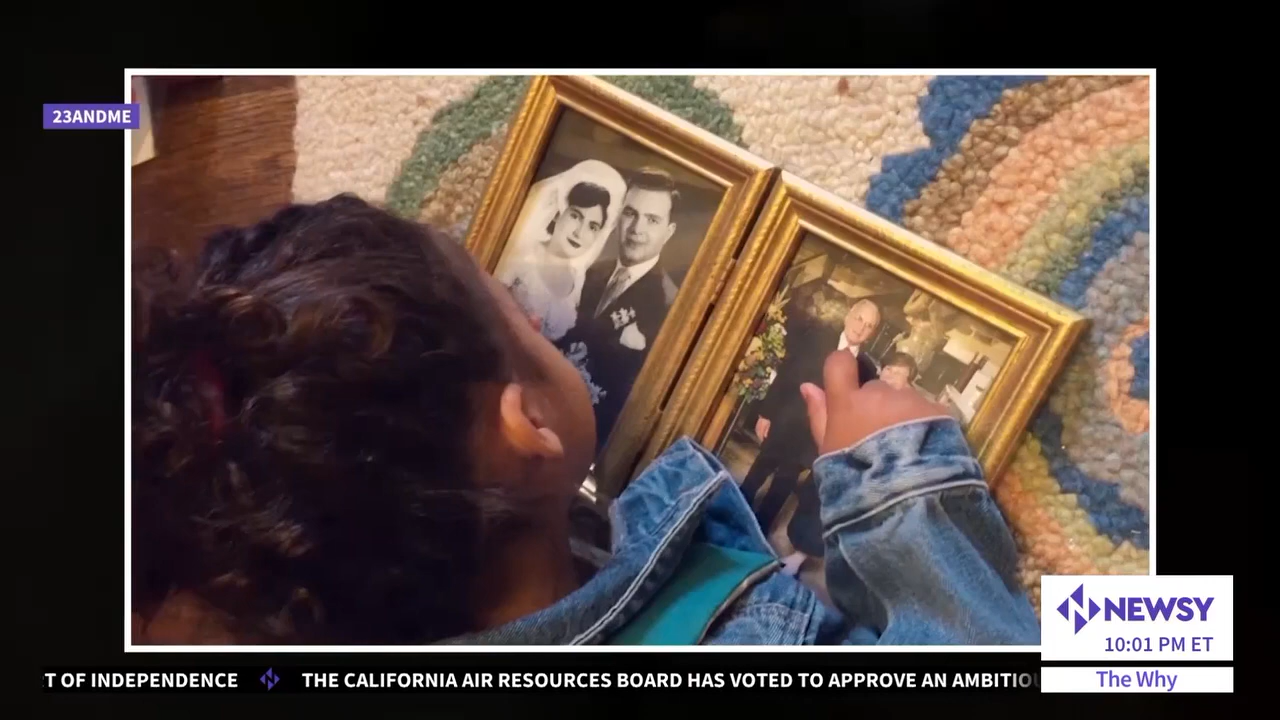 23ANDME
NEWSY
10:01 PM ET
T OF INDEPENDENCE THE CALIFORNIA AIR RESOURCES BOARD HAS VOTED TO APPROVE AN AMBITIO
The Why